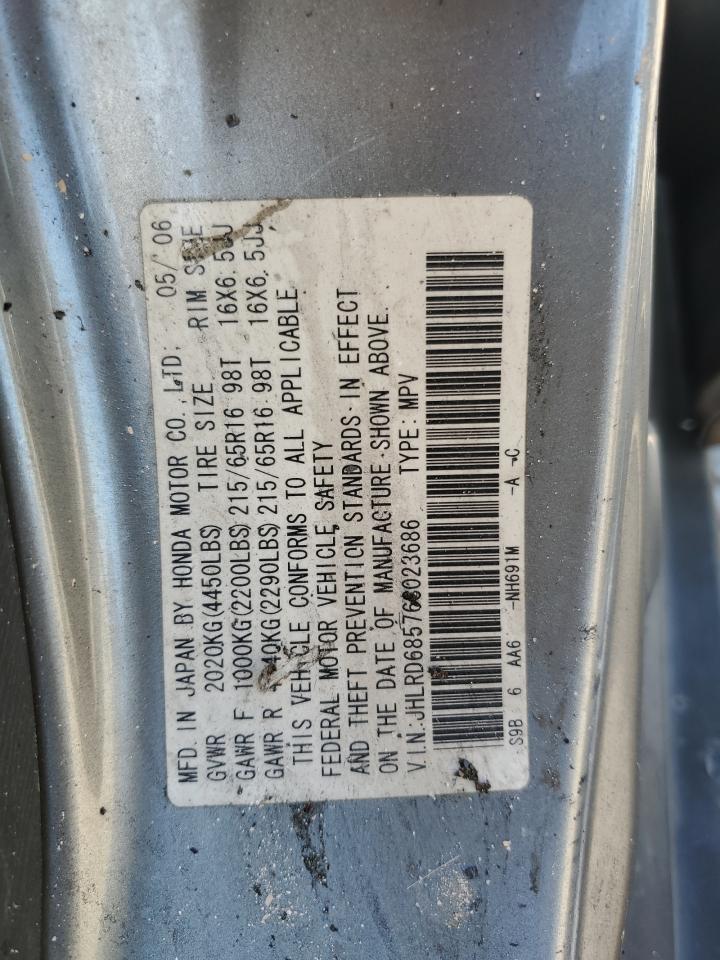 MFD. IN JAPAN BY HONDA MOTOR CO., LTD. 05/ 06
GVWR 2020KG(4450LBS) TIRE SIZE RIM SIZE
GAWR F 1000KG(2200LBS) 215/65R16 98T 16X6. 5JJ
GAWR R 1040KG(2290LBS) 215/65R16 98T 16X6. 5JJ
THIS VEHICLE CONFORMS TO ALL APPLICABLE
FEDERAL MOTOR VEHICLE SAFETY
AND THEFT PREVENTION STANDARDS IN EFFECT
ON THE DATE OF MANUFACTURE SHOWN ABOVE.
V.I.N: TYPE: MPV
S9B 6 AA6 -NH691M -A -C